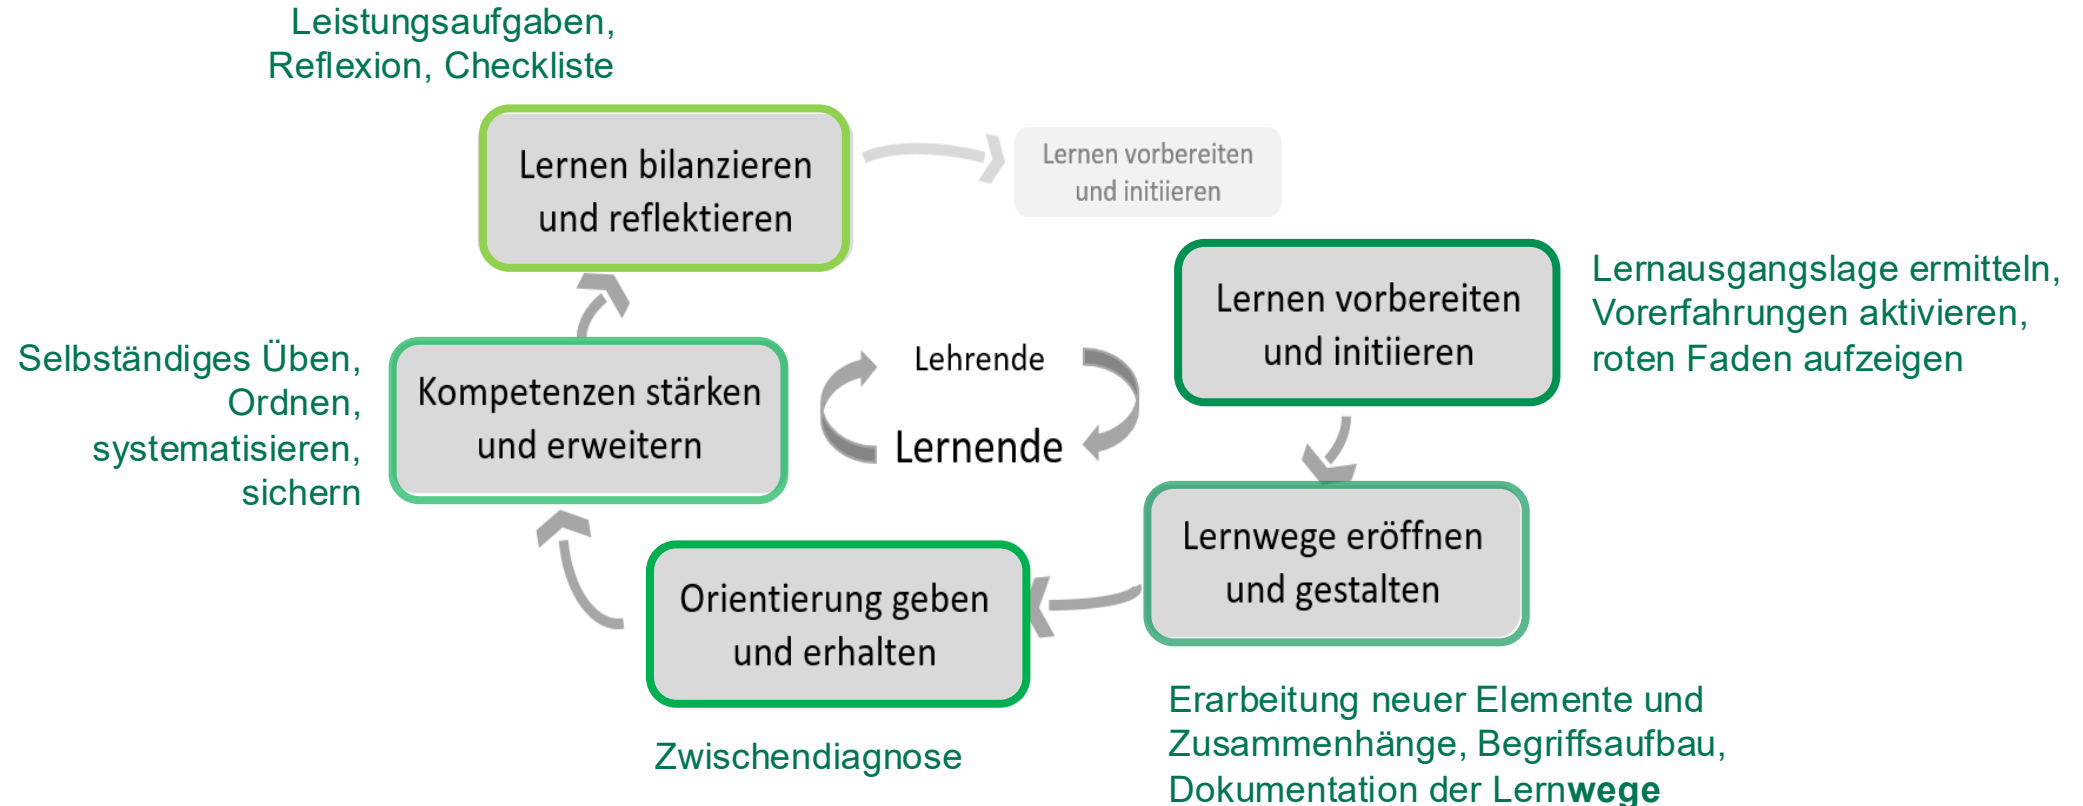 Leistungsaufgaben,
Reflexion, Checkliste
Lernen bilanzieren
und reflektieren
Lernen vorbereiten
und initiieren
Lernen vorbereiten
und initiieren
Lernausgangslage ermitteln,
Vorerfahrungen aktivieren,
roten Faden aufzeigen
Selbständiges Üben,
Ordnen,
systematisieren,
sichern
Kompetenzen stärken
und erweitern
Lehrende
Lernende
Lernwege eröffnen
und gestalten
Orientierung geben
und erhalten
Zwischendiagnose
Erarbeitung neuer Elemente und
Zusammenhänge, Begriffsaufbau,
Dokumentation der Lernwege